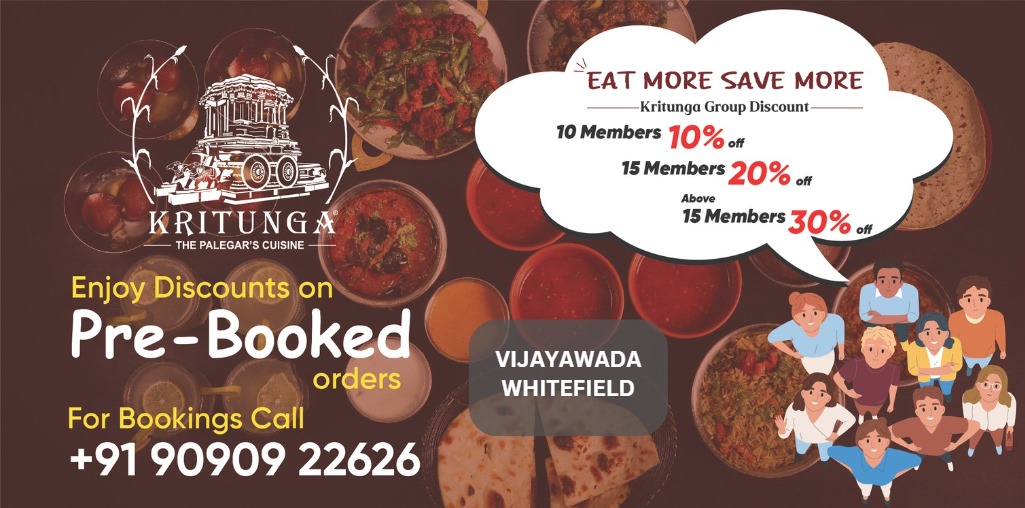 KRITUNGA®
THE PALEGAR'S CUISINE
Enjoy Discounts on
Pre-Booked
orders
For Bookings Call
+91 90909 22626
EAT MORE SAVE MORE
Kritunga Group Discount
10 Members 10% off
15 Members 20% off
Above
15 Members 30% off
VIJAYAWADA
WHITEFIELD